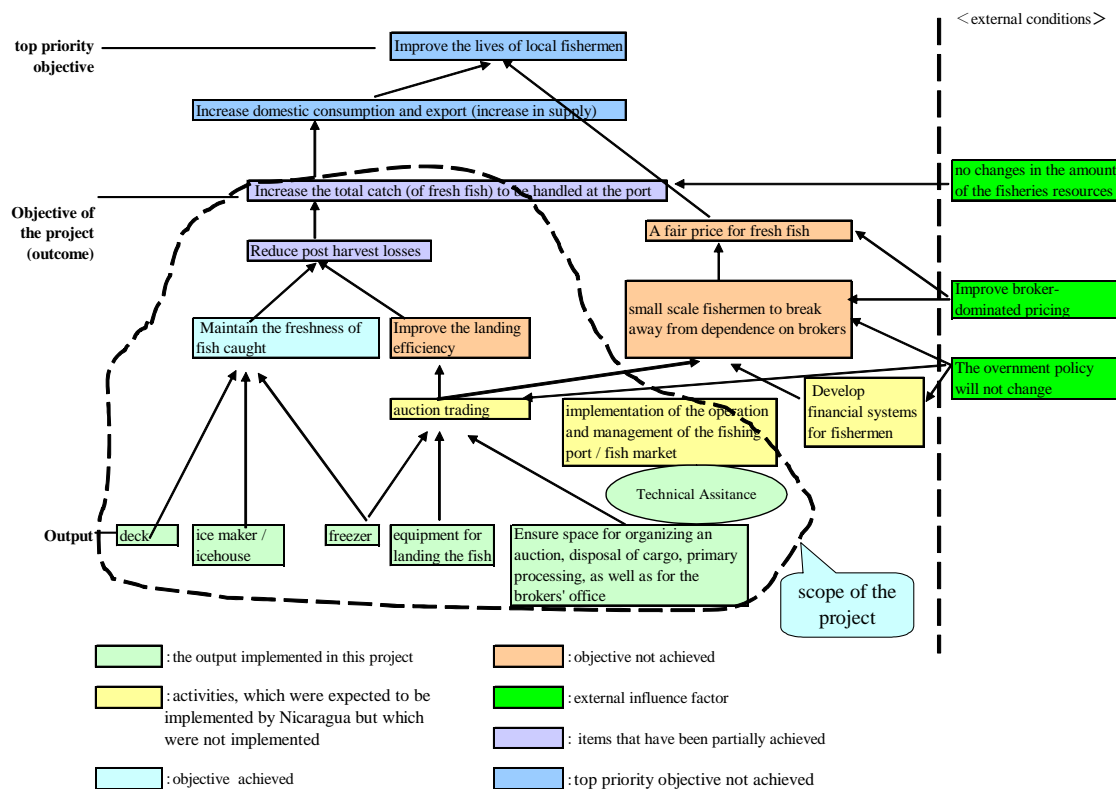 ＜external conditions＞
top priority
objective
Improve the lives of local fishermen
Increase domestic consumption and export (increase in supply)
Increase the total catch (of fresh fish) to be handled at the port
no changes in the amount
of the fisheries resources
Objective of
the project
(outcome)
A fair price for fresh fish
Reduce post harvest losses
small scale fishermen to break
away from dependence on brokers
Improve broker-
dominated pricing
Maintain the freshness of
fish caught
Improve the landing
efficiency
The overnment policy
will not change
Develop
financial systems
for fishermen
auction trading
implementation of the operation
and management of the fishing
port / fish market
Technical Assitance
Output
deck
ice maker /
icehouse
freezer
equipment for
landing the fish
Ensure space for organizing an
auction, disposal of cargo, primary
processing, as well as for the
brokers' office
scope of the
project
: the output implemented in this project
: objective not achieved
: activities, which were expected to be
implemented by Nicaragua but which
were not implemented
: external influence factor
: items that have been partially achieved
: objective achieved
: top priority objective not achieved